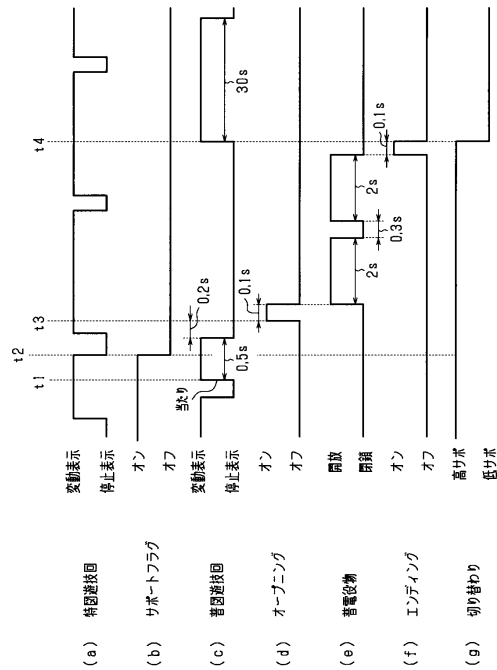 t1
t2
t3
t4
(a) 特図遊技回
変動表示
停止表示
(b) サポートフラグ
オン
オフ
(c) 普図遊技回
変動表示
停止表示
当たり
0.5s
0.2s
30s
(d) オープニング
オン
オフ
0.1s
(e) 普電役物
開放
閉鎖
2s
0.3s
2s
(f) エンディング
オン
オフ
0.1s
(g) 切り替わり
高サポ
低サポ